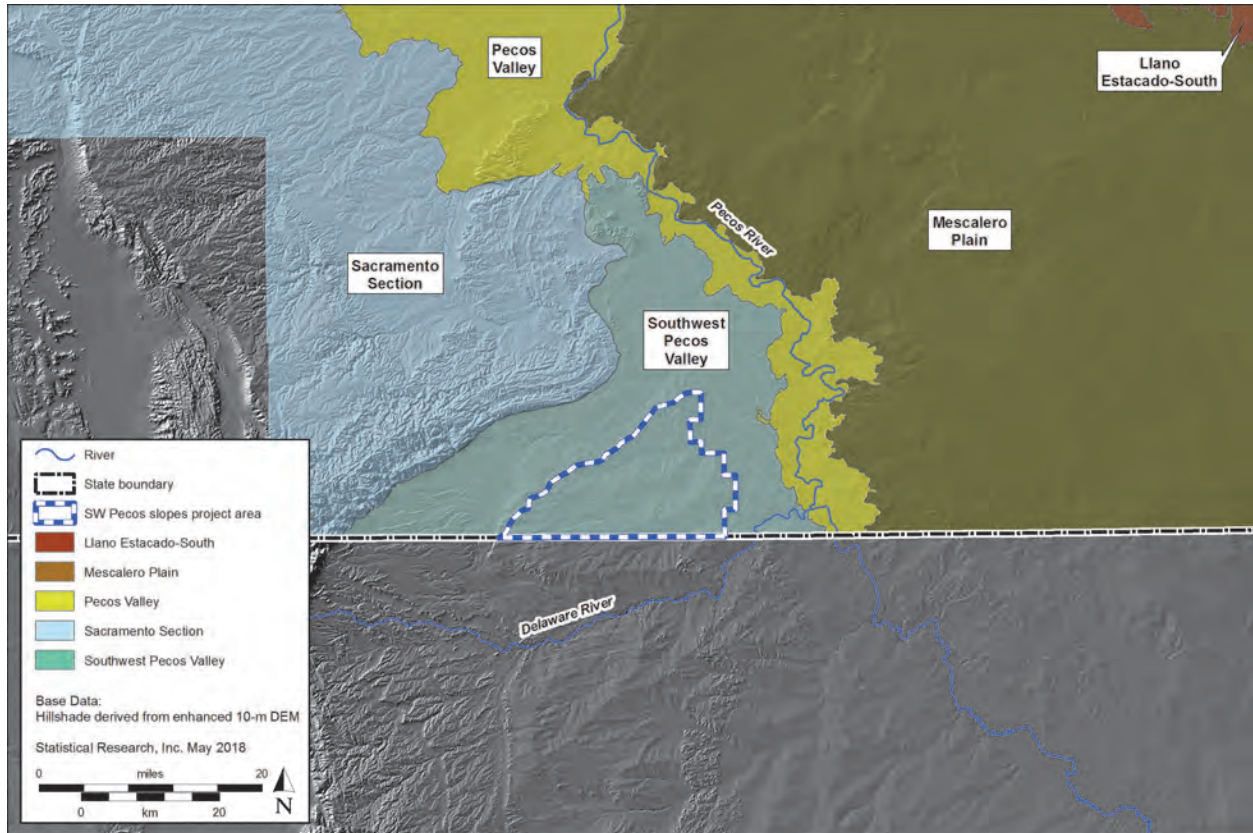 Pecos
Valley
Llano
Estacado-South
Pecos River
Mescalero
Plain
Sacramento
Section
Southwest
Pecos
Valley
Delaware River
River
State boundary
SW Pecos slopes project area
Llano Estacado-South
Mescalero Plain
Pecos Valley
Sacramento Section
Southwest Pecos Valley
Base Data:
Hillshade derived from enhanced 10-m DEM
Statistical Research, Inc. May 2018
0 miles 20
0 km 20
N